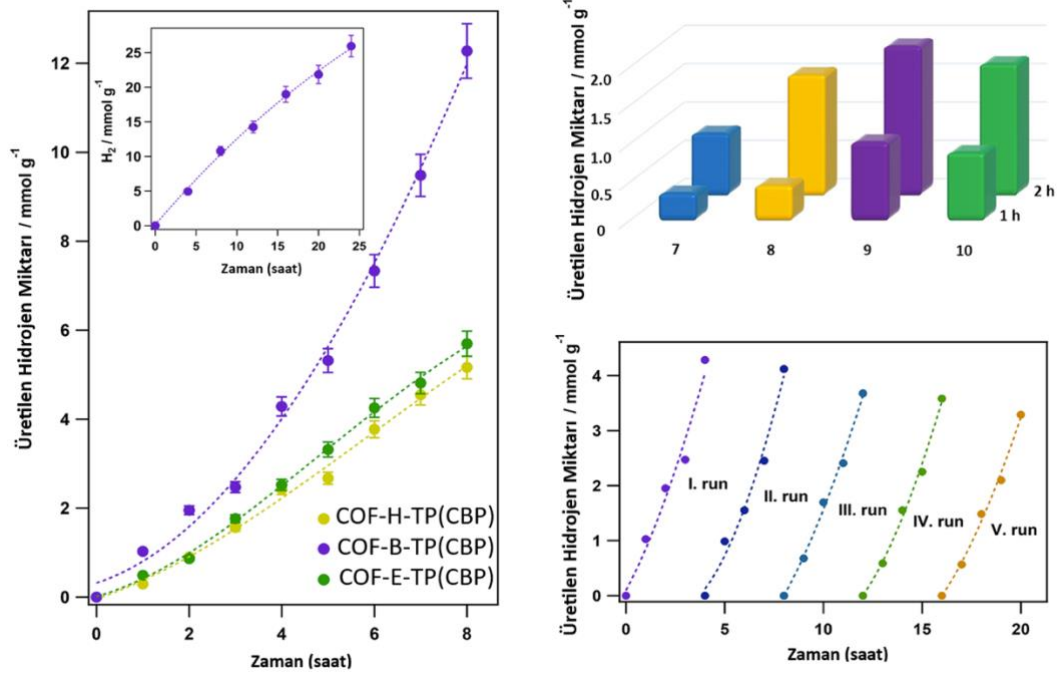 Üretilen Hidrojen Miktarı / mmol g⁻¹
12
10
8
6
4
2
0
0 2 4 6 8
Zaman (saat)
H₂ / mmol g⁻¹
25
20
15
10
5
0
0 5 10 15 20 25
Zaman (saat)
COF-H-TP(CBP)
COF-B-TP(CBP)
COF-E-TP(CBP)
Üretilen Hidrojen Miktarı / mmol g⁻¹
2.0
1.5
1.0
0.5
0
7 8 9 10
2 h
1 h
Üretilen Hidrojen Miktarı / mmol g⁻¹
4
3
2
1
0
I. run
II. run
III. run
IV. run
V. run
0 5 10 15 20
Zaman (saat)